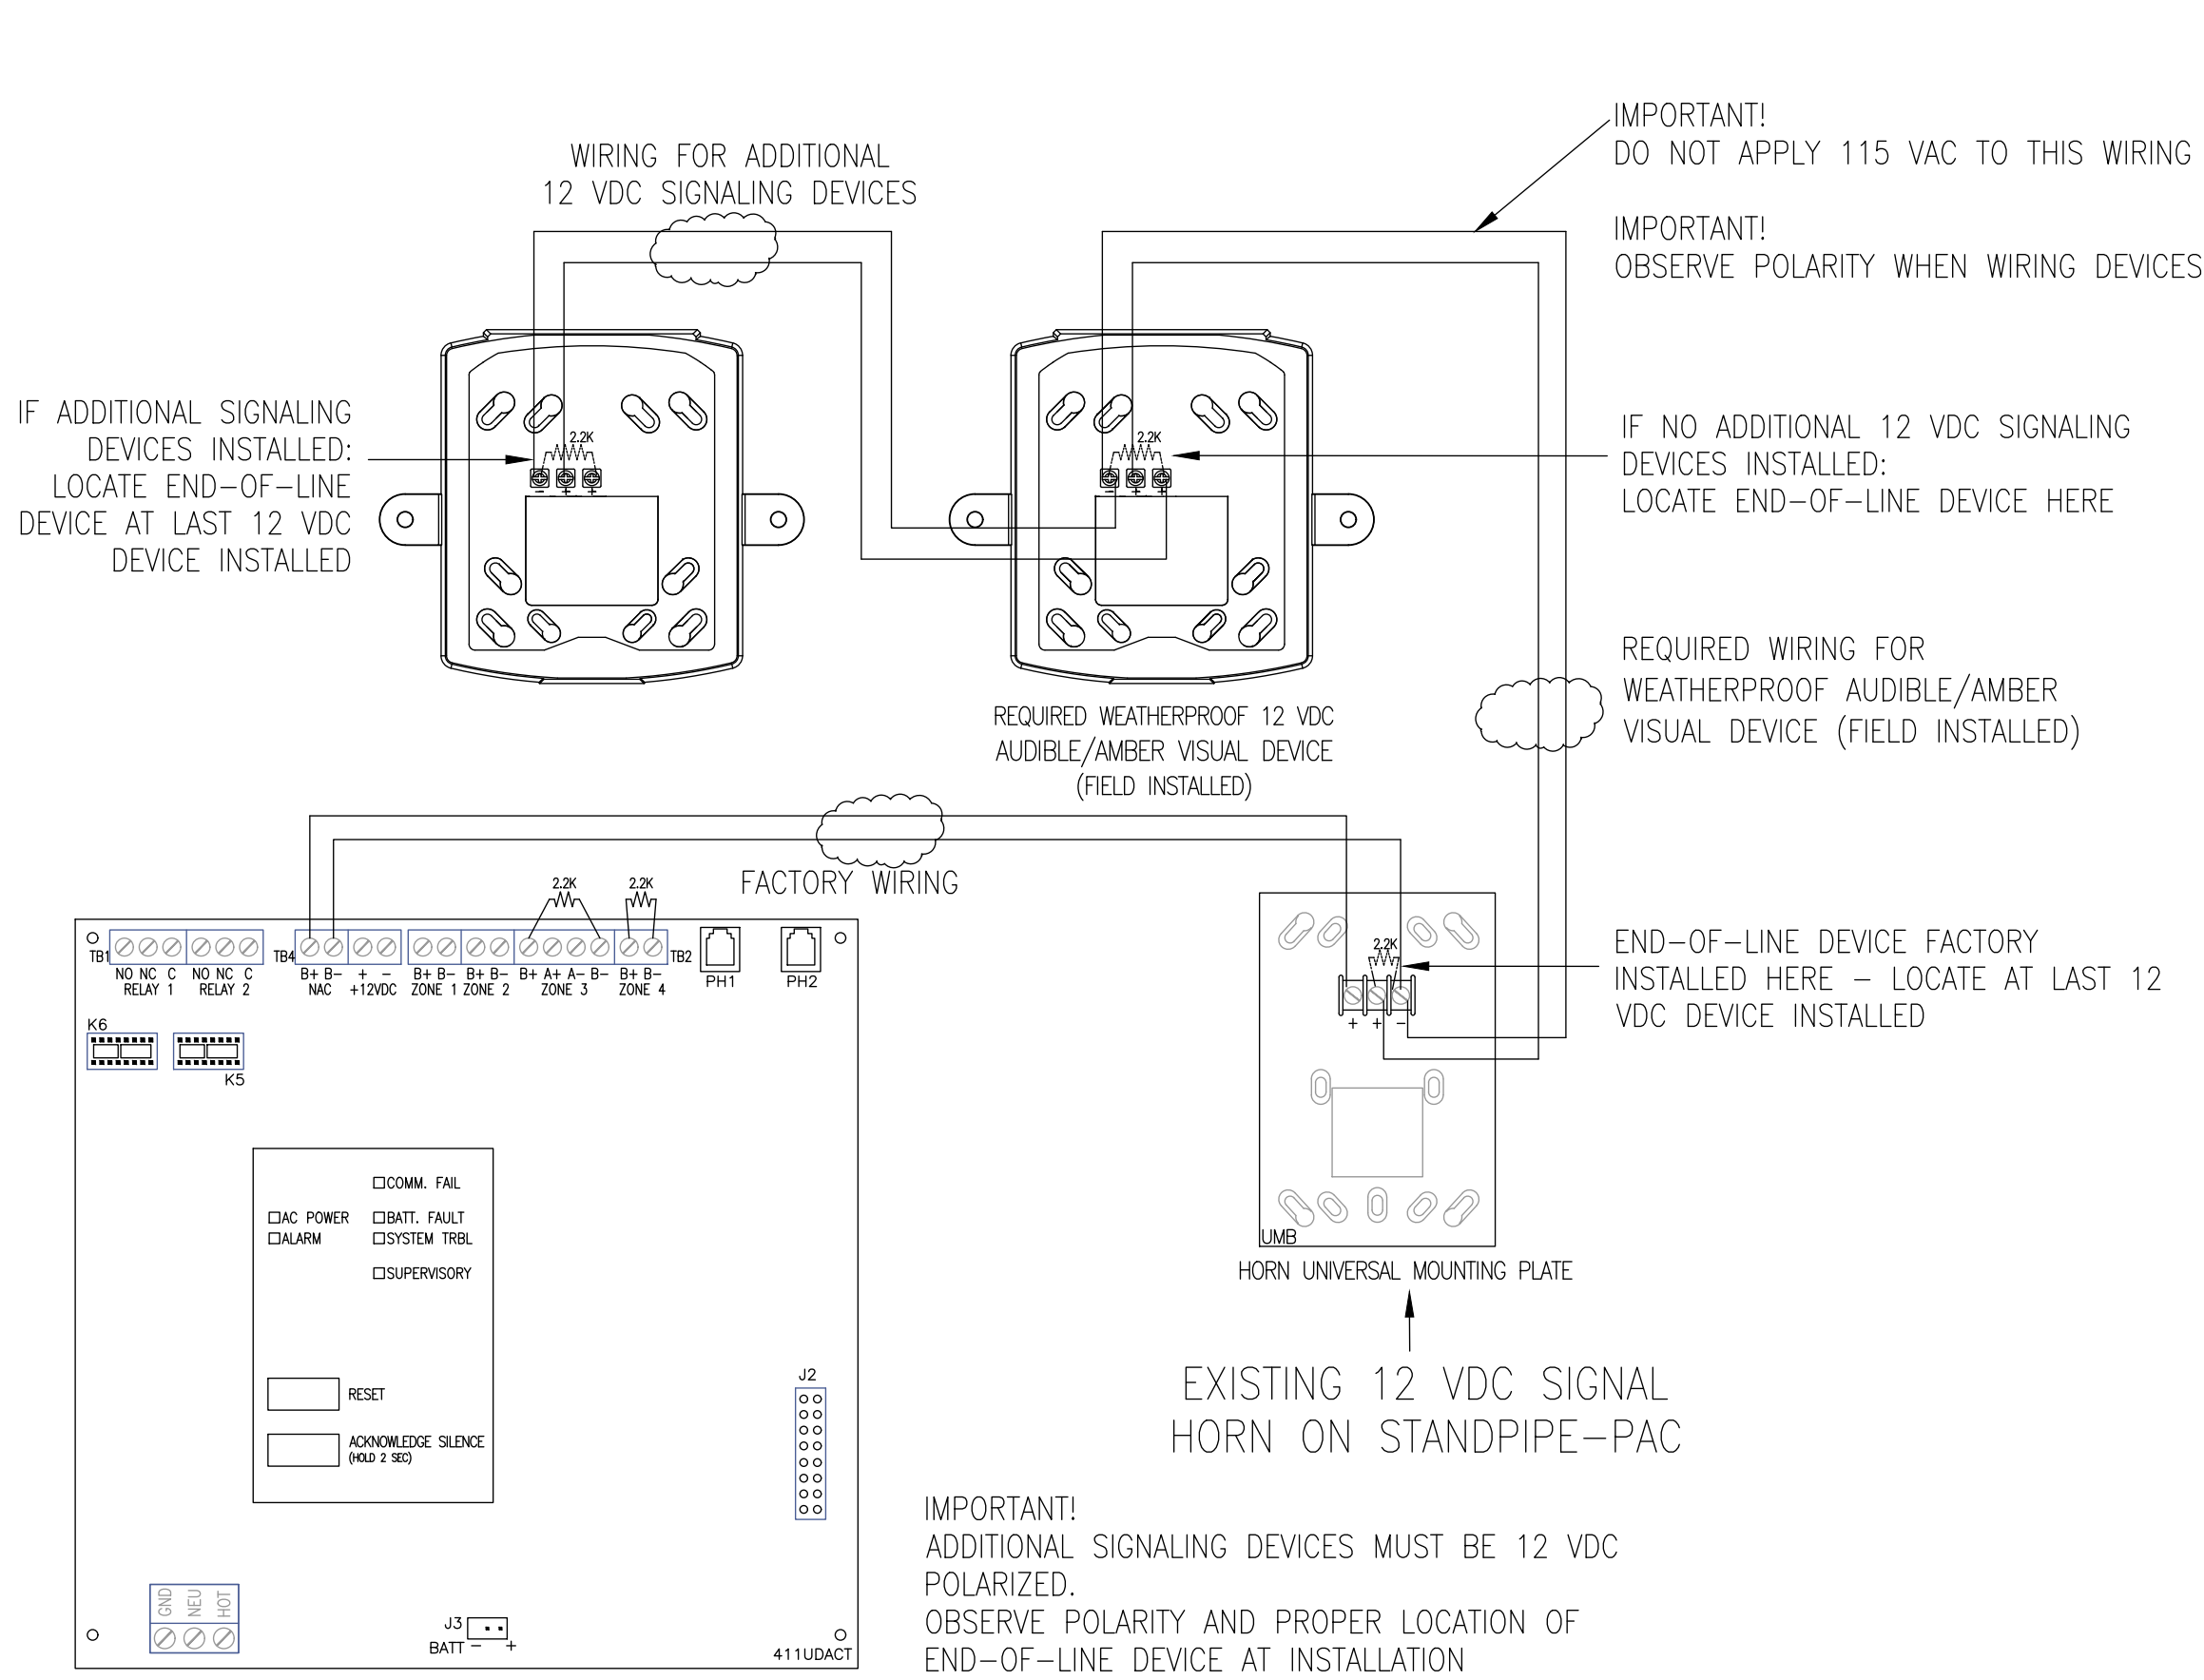 IMPORTANT!
DO NOT APPLY 115 VAC TO THIS WIRING
IMPORTANT!
OBSERVE POLARITY WHEN WIRING DEVICES
WIRING FOR ADDITIONAL
12 VDC SIGNALING DEVICES
IF ADDITIONAL SIGNALING
DEVICES INSTALLED:
LOCATE END-OF-LINE
DEVICE AT LAST 12 VDC
DEVICE INSTALLED
2.2K
- + +
2.2K
- + +
IF NO ADDITIONAL 12 VDC SIGNALING
DEVICES INSTALLED:
LOCATE END-OF-LINE DEVICE HERE
REQUIRED WIRING FOR
WEATHERPROOF AUDIBLE/AMBER
VISUAL DEVICE (FIELD INSTALLED)
REQUIRED WEATHERPROOF 12 VDC
AUDIBLE/AMBER VISUAL DEVICE
(FIELD INSTALLED)
FACTORY WIRING
2.2K 2.2K
TB1 TB4 TB2
NO NC C NO NC C B+ B- + - B+ B- B+ B- B+ A+ A- B- B+ B-
RELAY 1 RELAY 2 NAC +12VDC ZONE 1 ZONE 2 ZONE 3 ZONE 4
PH1 PH2
K6
K5
COMM. FAIL
AC POWER BATT. FAULT
ALARM SYSTEM TRBL
SUPERVISORY
RESET
ACKNOWLEDGE SILENCE
(HOLD 2 SEC)
J2
GND NEU HOT
J3
BATT - +
411UDACT
2.2K
+ + -
END-OF-LINE DEVICE FACTORY
INSTALLED HERE - LOCATE AT LAST 12
VDC DEVICE INSTALLED
UMB
HORN UNIVERSAL MOUNTING PLATE
EXISTING 12 VDC SIGNAL
HORN ON STANDPIPE-PAC
IMPORTANT!
ADDITIONAL SIGNALING DEVICES MUST BE 12 VDC
POLARIZED.
OBSERVE POLARITY AND PROPER LOCATION OF
END-OF-LINE DEVICE AT INSTALLATION